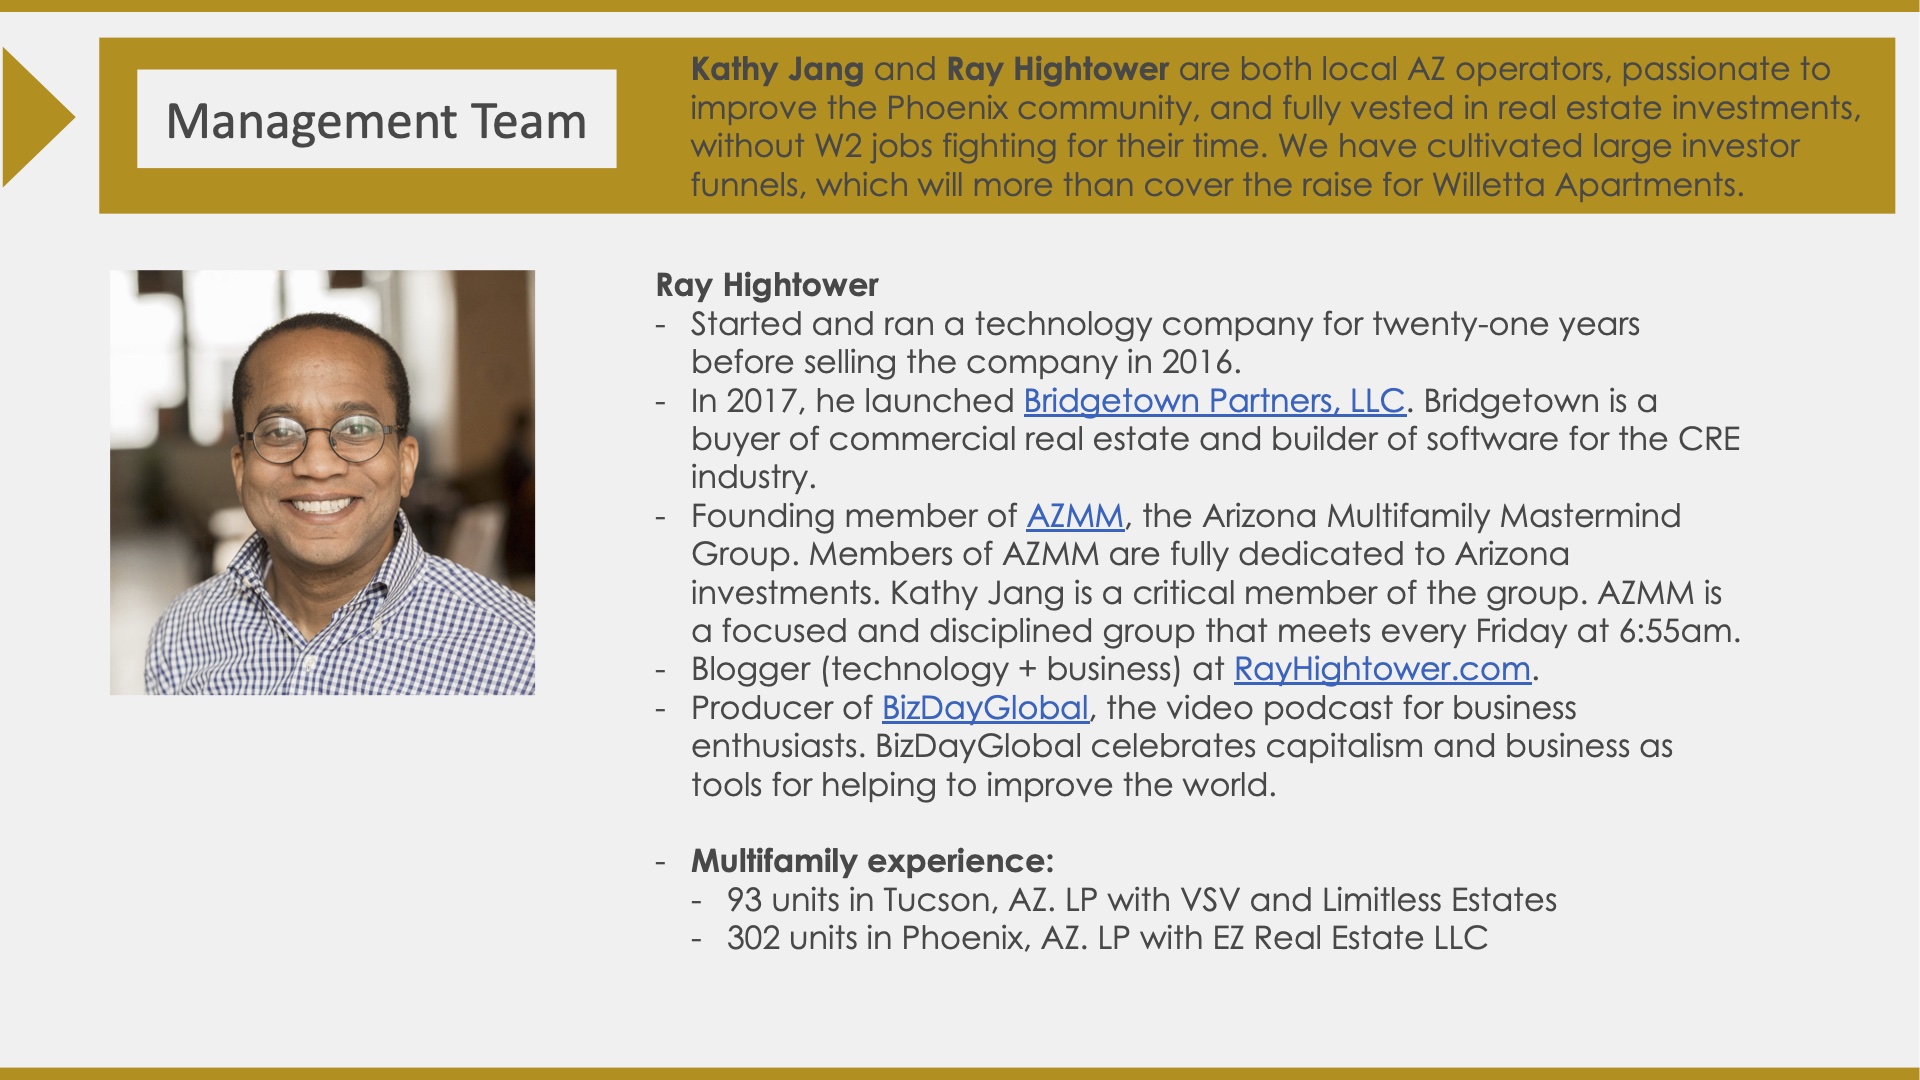 Management Team
Kathy Jang and Ray Hightower are both local AZ operators, passionate to
improve the Phoenix community, and fully vested in real estate investments,
without W2 jobs fighting for their time. We have cultivated large investor
funnels, which will more than cover the raise for Willetta Apartments.
Ray Hightower
- Started and ran a technology company for twenty-one years
before selling the company in 2016.
- In 2017, he launched Bridgetown Partners, LLC. Bridgetown is a
buyer of commercial real estate and builder of software for the CRE
industry.
- Founding member of AZMM, the Arizona Multifamily Mastermind
Group. Members of AZMM are fully dedicated to Arizona
investments. Kathy Jang is a critical member of the group. AZMM is
a focused and disciplined group that meets every Friday at 6:55am.
- Blogger (technology + business) at RayHightower.com.
- Producer of BizDayGlobal, the video podcast for business
enthusiasts. BizDayGlobal celebrates capitalism and business as
tools for helping to improve the world.
- Multifamily experience:
- 93 units in Tucson, AZ. LP with VSV and Limitless Estates
- 302 units in Phoenix, AZ. LP with EZ Real Estate LLC